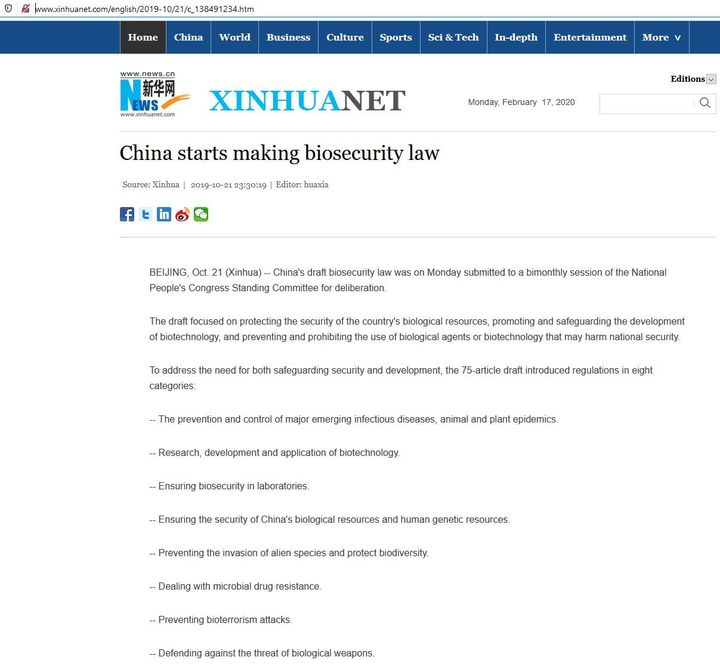 www.xinhuanet.com/english/2019-10/21/c_138491234.htm
Home China World Business Culture Sports Sci & Tech In-depth Entertainment More ∨
Editions
www.news.cn
新华网
NEWS
www.xinhuanet.com
XINHUANET
Monday, February 17, 2020
China starts making biosecurity law
Source: Xinhua | 2019-10-21 23:30:19 | Editor: huaxia
BEIJING, Oct. 21 (Xinhua) -- China's draft biosecurity law was on Monday submitted to a bimonthly session of the National
People's Congress Standing Committee for deliberation.
The draft focused on protecting the security of the country's biological resources, promoting and safeguarding the development
of biotechnology, and preventing and prohibiting the use of biological agents or biotechnology that may harm national security.
To address the need for both safeguarding security and development, the 75-article draft introduced regulations in eight
categories:
-- The prevention and control of major emerging infectious diseases, animal and plant epidemics.
-- Research, development and application of biotechnology.
-- Ensuring biosecurity in laboratories.
-- Ensuring the security of China's biological resources and human genetic resources.
-- Preventing the invasion of alien species and protect biodiversity.
-- Dealing with microbial drug resistance.
-- Preventing bioterrorism attacks.
-- Defending against the threat of biological weapons.